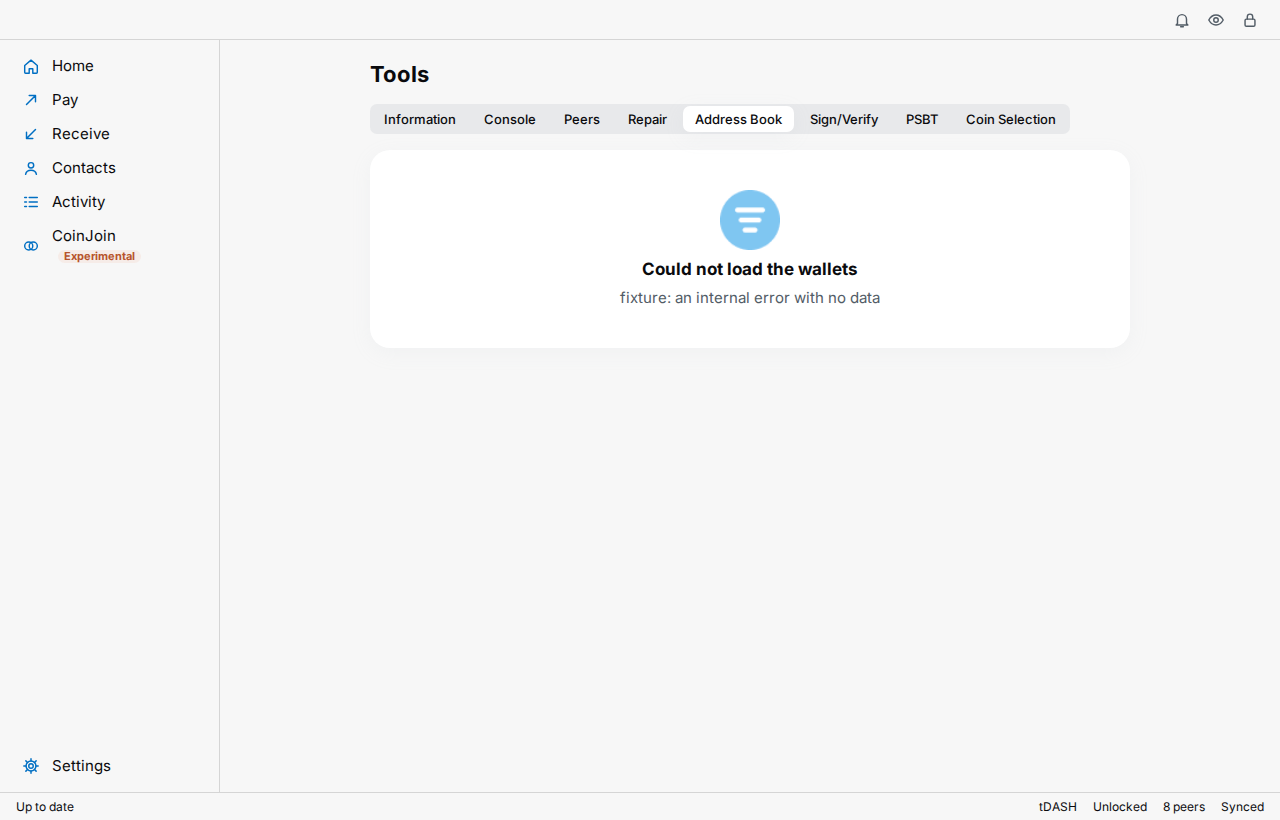 Home
Pay
Receive
Contacts
Activity
CoinJoin
Experimental
Settings
Tools
Information Console Peers Repair Address Book Sign/Verify PSBT Coin Selection
Could not load the wallets
fixture: an internal error with no data
Up to date tDASH Unlocked 8 peers Synced